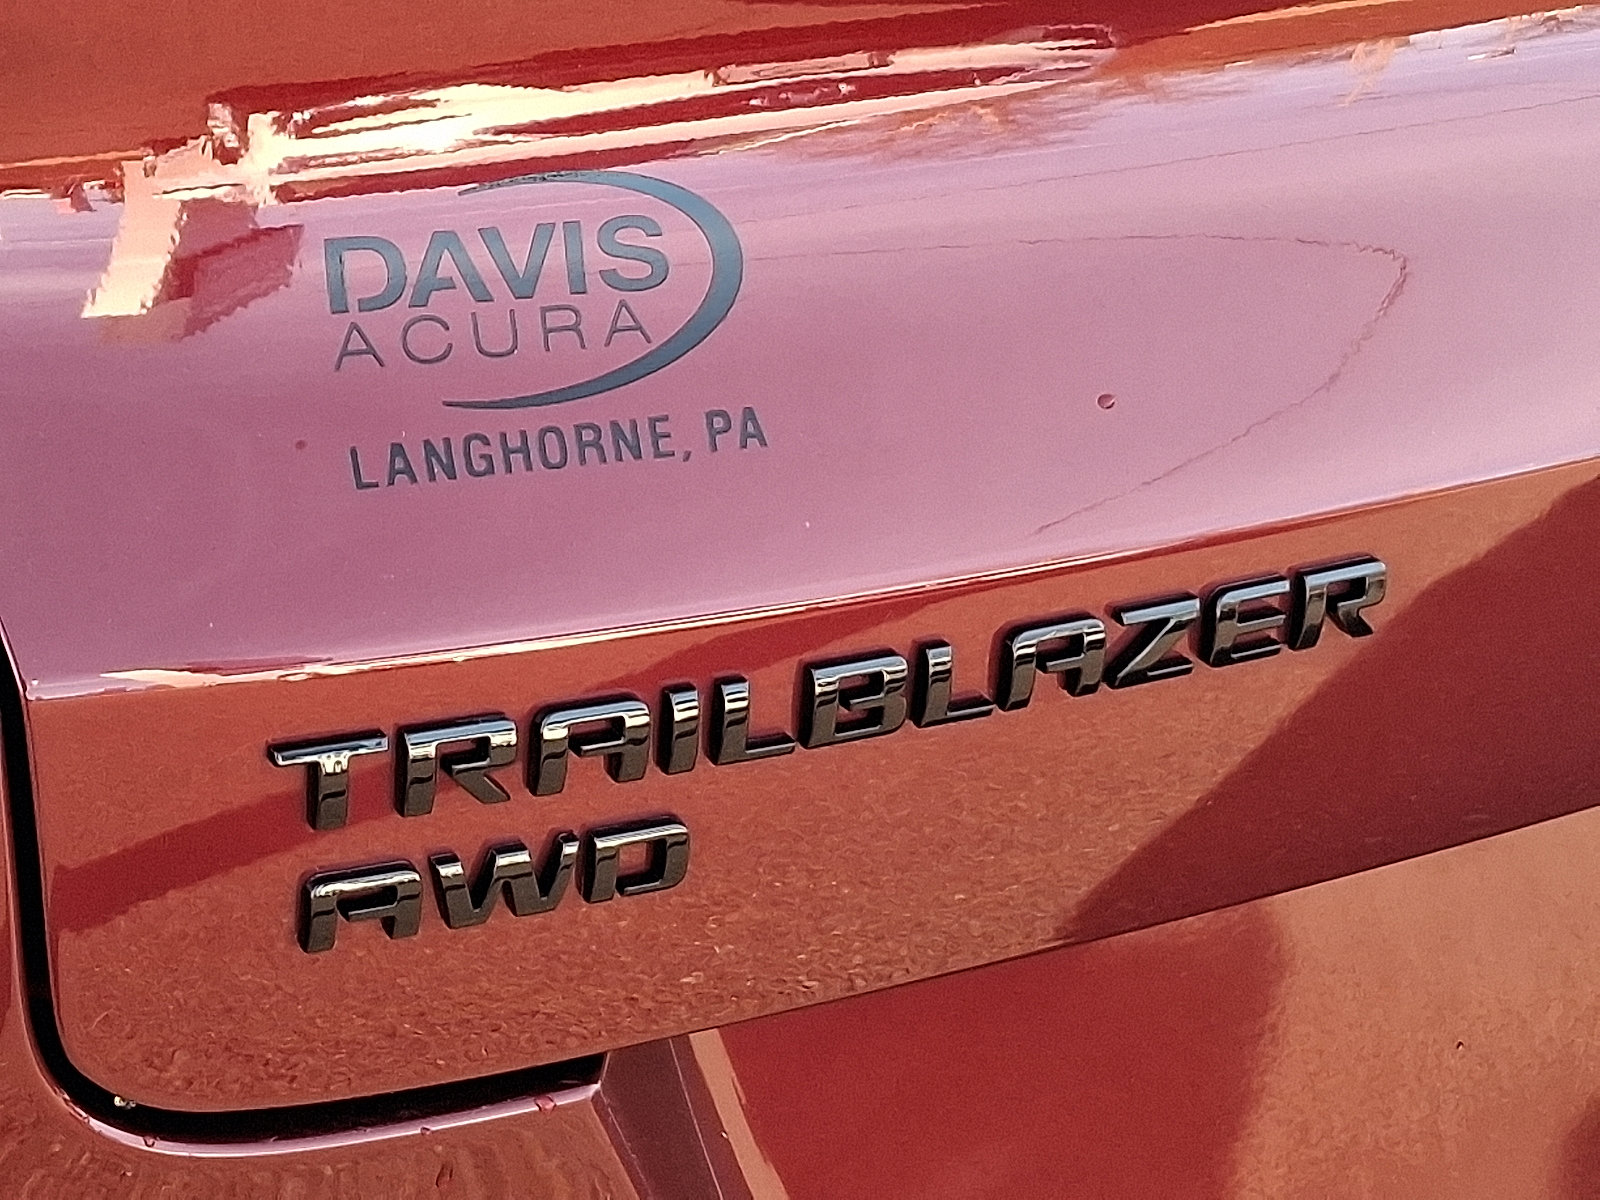 DAVIS
ACURA
LANGHORNE, PA
TRAILBLAZER
AWD